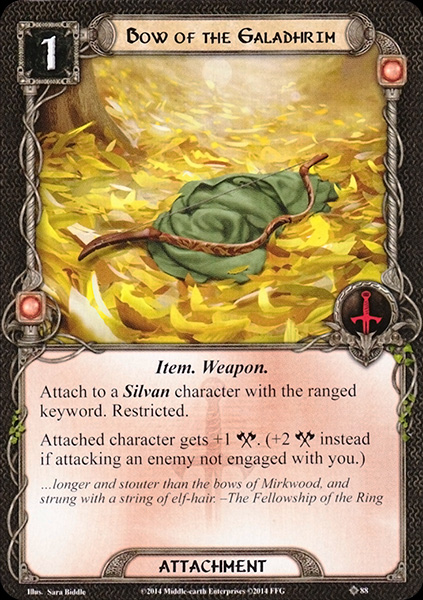 1
Bow of the Galadhrim
Item. Weapon.
Attach to a Silvan character with the ranged
keyword. Restricted.
Attached character gets +1 . (+2 instead
if attacking an enemy not engaged with you.)
…longer and stouter than the bows of Mirkwood, and
strung with a string of elf-hair. –The Fellowship of the Ring
ATTACHMENT
Illus. Sara Biddle
©2014 Middle-earth Enterprises ©2014 FFG
88